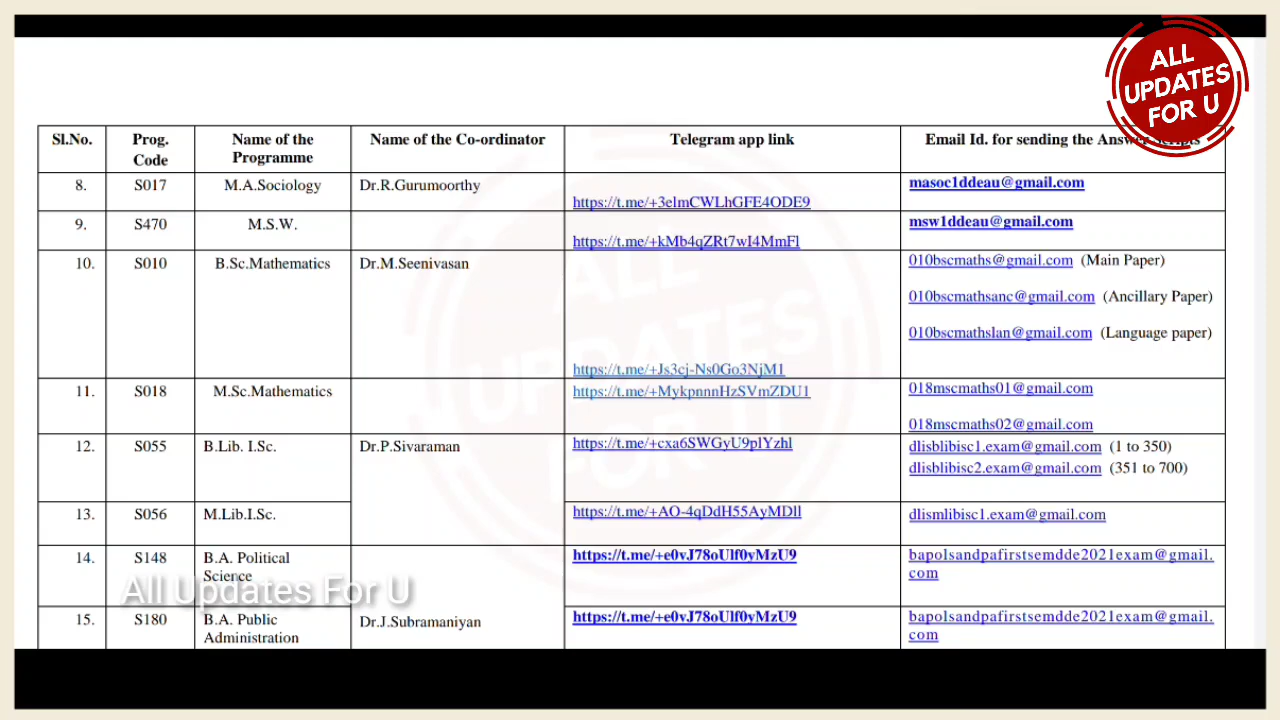 ALL
UPDATES
FOR U
Sl.No. Prog. Code Name of the Programme Name of the Co-ordinator Telegram app link Email Id. for sending the
8. S017 M.A.Sociology Dr.R.Gurumoorthy https://t.me/+3elmCWLhGFE4ODE9 masoc1ddeau@gmail.com
9. S470 M.S.W. https://t.me/+kMb4qZRt7wI4MmFl msw1ddeau@gmail.com
10. S010 B.Sc.Mathematics Dr.M.Seenivasan 010bscmaths@gmail.com (Main Paper)
010bscmathsanc@gmail.com (Ancillary Paper)
010bscmathslan@gmail.com (Language paper)
https://t.me/+Js3cj-Ns0Go3NjM1
11. S018 M.Sc.Mathematics https://t.me/+MykpnnnHzSVmZDU1 018mscmaths01@gmail.com
018mscmaths02@gmail.com
12. S055 B.Lib. I.Sc. Dr.P.Sivaraman https://t.me/+cxa6SWGyU9plYzhl dlisblibisc1.exam@gmail.com (1 to 350)
dlisblibisc2.exam@gmail.com (351 to 700)
13. S056 M.Lib.I.Sc. https://t.me/+AO-4qDdH55AyMDll dlismlibisc1.exam@gmail.com
14. S148 B.A. Political https://t.me/+e0vJ78oUlf0yMzU9 bapolsandpafirstsemdde2021exam@gmail.
Science com
All Updates For U
15. S180 B.A. Public Dr.J.Subramaniyan https://t.me/+e0vJ78oUlf0yMzU9 bapolsandpafirstsemdde2021exam@gmail.
Administration com
ALL
UPDATES
FOR U